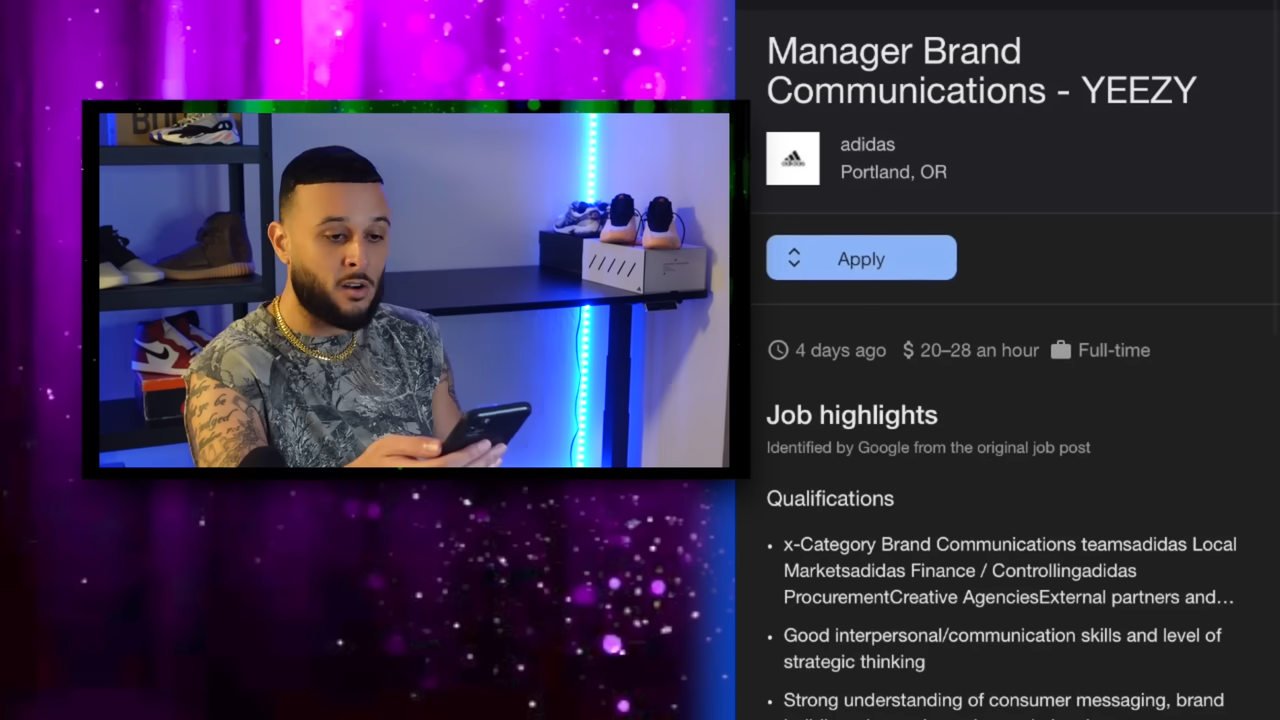 Manager Brand
Communications - YEEZY
adidas
adidas
Portland, OR
Apply
4 days ago
$ 20–28 an hour
Full-time
Job highlights
Identified by Google from the original job post
Qualifications
• x-Category Brand Communications teamsadidas Local
Marketsadidas Finance / Controllingadidas
ProcurementCreative AgenciesExternal partners and…
• Good interpersonal/communication skills and level of
strategic thinking
• Strong understanding of consumer messaging, brand